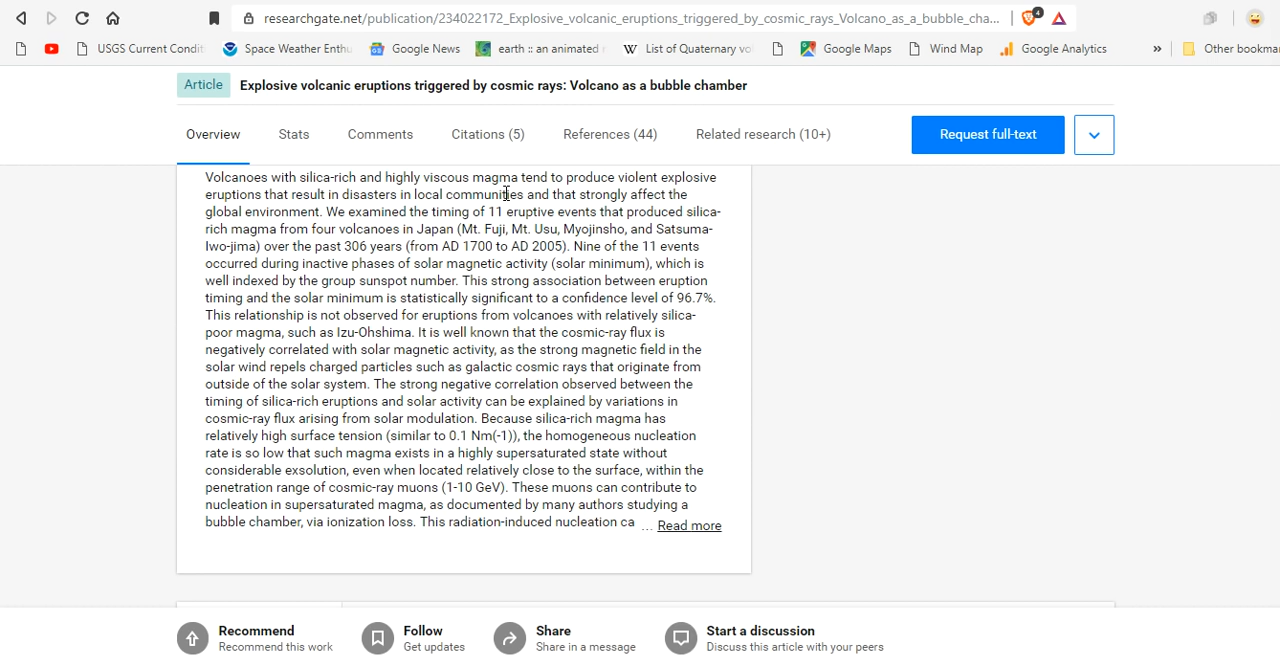 researchgate.net/publication/234022172_Explosive_volcanic_eruptions_triggered_by_cosmic_rays_Volcano_as_a_bubble_cha...
4
USGS Current Condit
Space Weather Enthu
Google News
earth :: an animated
List of Quaternary vo
Google Maps
Wind Map
Google Analytics
»
Other bookma
Article
Explosive volcanic eruptions triggered by cosmic rays: Volcano as a bubble chamber
Overview
Stats
Comments
Citations (5)
References (44)
Related research (10+)
Request full-text
Volcanoes with silica-rich and highly viscous magma tend to produce violent explosive
eruptions that result in disasters in local communities and that strongly affect the
global environment. We examined the timing of 11 eruptive events that produced silica-
rich magma from four volcanoes in Japan (Mt. Fuji, Mt. Usu, Myojinsho, and Satsuma-
Iwo-jima) over the past 306 years (from AD 1700 to AD 2005). Nine of the 11 events
occurred during inactive phases of solar magnetic activity (solar minimum), which is
well indexed by the group sunspot number. This strong association between eruption
timing and the solar minimum is statistically significant to a confidence level of 96.7%.
This relationship is not observed for eruptions from volcanoes with relatively silica-
poor magma, such as Izu-Ohshima. It is well known that the cosmic-ray flux is
negatively correlated with solar magnetic activity, as the strong magnetic field in the
solar wind repels charged particles such as galactic cosmic rays that originate from
outside of the solar system. The strong negative correlation observed between the
timing of silica-rich eruptions and solar activity can be explained by variations in
cosmic-ray flux arising from solar modulation. Because silica-rich magma has
relatively high surface tension (similar to 0.1 Nm(-1)), the homogeneous nucleation
rate is so low that such magma exists in a highly supersaturated state without
considerable exsolution, even when located relatively close to the surface, within the
penetration range of cosmic-ray muons (1-10 GeV). These muons can contribute to
nucleation in supersaturated magma, as documented by many authors studying a
bubble chamber, via ionization loss. This radiation-induced nucleation ca ... Read more
Recommend
Recommend this work
Follow
Get updates
Share
Share in a message
Start a discussion
Discuss this article with your peers